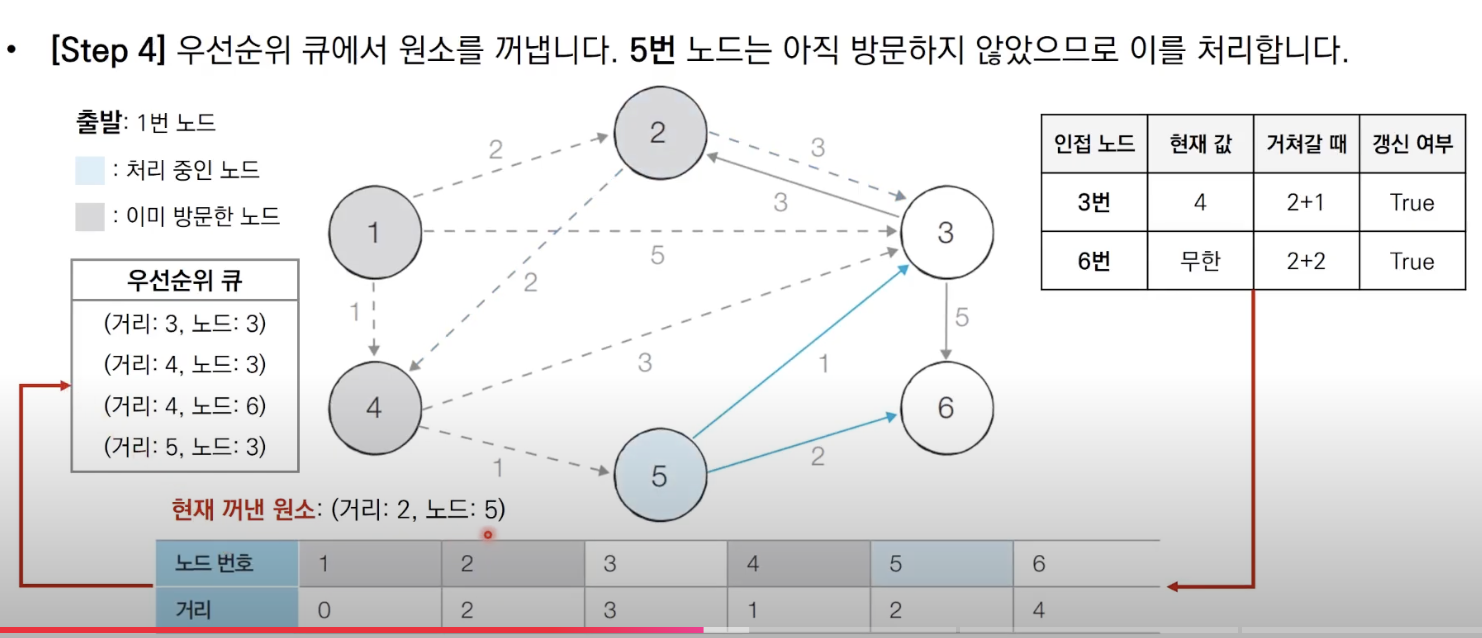 • [Step 4] 우선순위 큐에서 원소를 꺼냅니다. 5번 노드는 아직 방문하지 않았으므로 이를 처리합니다.
출발: 1번 노드
: 처리 중인 노드
: 이미 방문한 노드
우선순위 큐
(거리: 3, 노드: 3)
(거리: 4, 노드: 3)
(거리: 4, 노드: 6)
(거리: 5, 노드: 3)
1
2
3
4
5
6
2
3
3
5
2
1
3
5
1
1
2
인접 노드 현재 값 거쳐갈 때 갱신 여부
3번 4 2+1 True
6번 무한 2+2 True
현재 꺼낸 원소: (거리: 2, 노드: 5)
노드 번호 1 2 3 4 5 6
거리 0 2 3 1 2 4